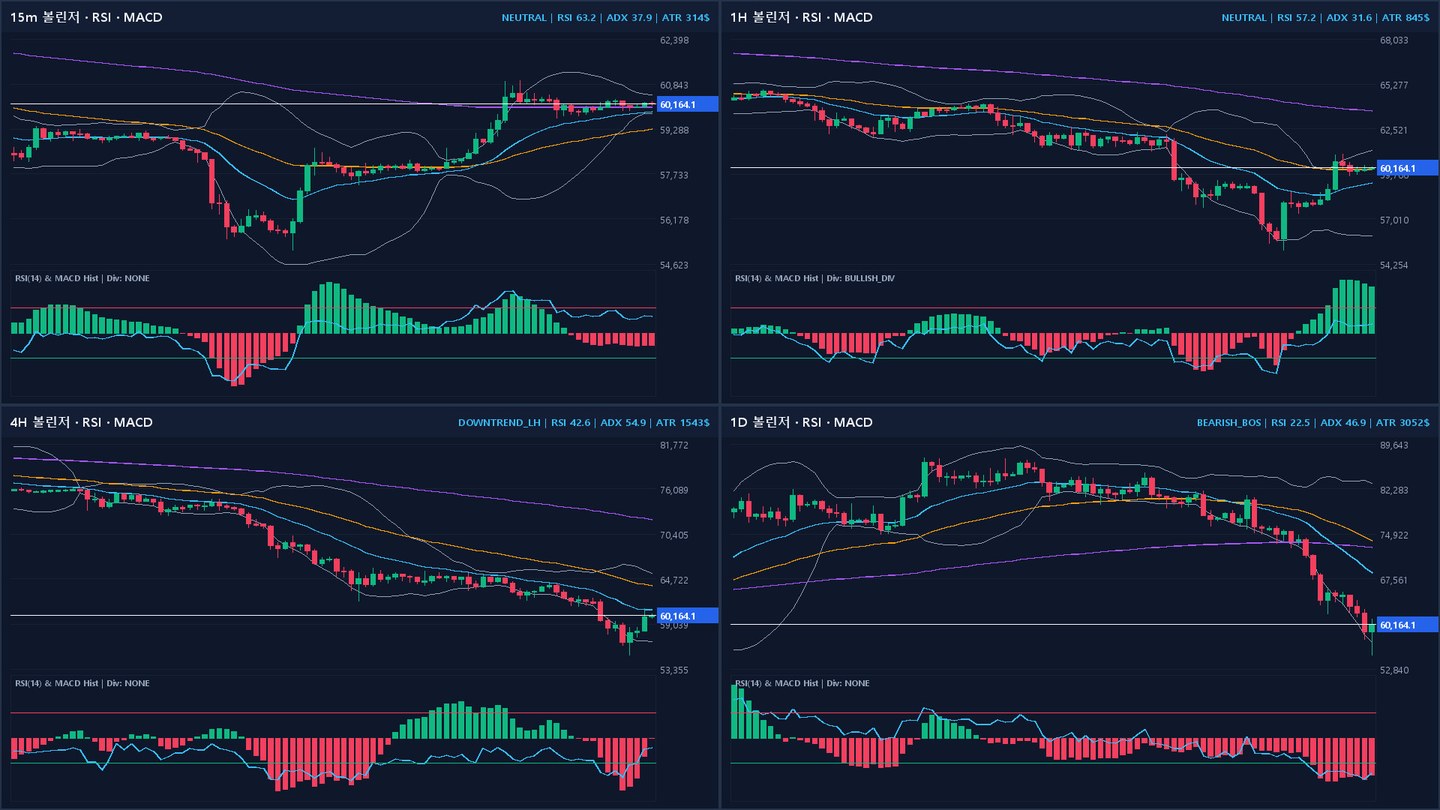 15m 볼린저 · RSI · MACD
NEUTRAL | RSI 63.2 | ADX 37.9 | ATR 314$
62,398
60,843
60,164.1
59,288
57,733
56,178
54,623
RSI(14) & MACD Hist | Div: NONE
1H 볼린저 · RSI · MACD
NEUTRAL | RSI 57.2 | ADX 31.6 | ATR 845$
68,033
65,277
62,521
60,164.1
57,010
54,254
RSI(14) & MACD Hist | Div: BULLISH_DIV
4H 볼린저 · RSI · MACD
DOWNTREND_LH | RSI 42.6 | ADX 54.9 | ATR 1543$
81,772
76,089
70,405
64,722
60,164.1
59,039
53,355
RSI(14) & MACD Hist | Div: NONE
1D 볼린저 · RSI · MACD
BEARISH_BOS | RSI 22.5 | ADX 46.9 | ATR 3052$
89,643
82,283
74,922
67,561
60,164.1
52,840
RSI(14) & MACD Hist | Div: NONE